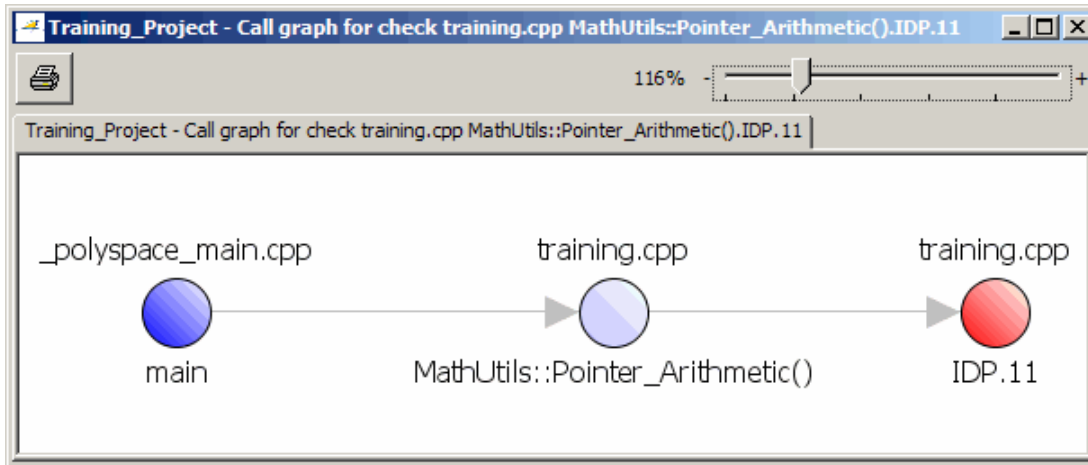 Training_Project - Call graph for check training.cpp MathUtils::Pointer_Arithmetic().IDP.11
116% - +
Training_Project - Call graph for check training.cpp MathUtils::Pointer_Arithmetic().IDP.11
_polyspace_main.cpp training.cpp training.cpp
main MathUtils::Pointer_Arithmetic() IDP.11